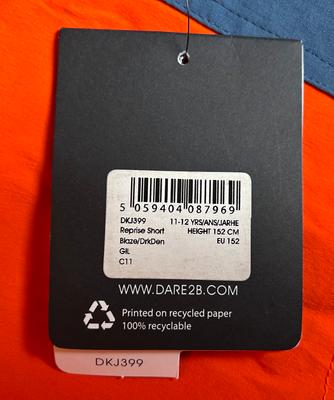 5 059404 087969
DKJ399 11-12 YRS/ANS/JARHE
Reprise Short HEIGHT 152 CM
Blaze/DrkDen EU 152
GIL
C11
WWW.DARE2B.COM
Printed on recycled paper
100% recyclable
DKJ399